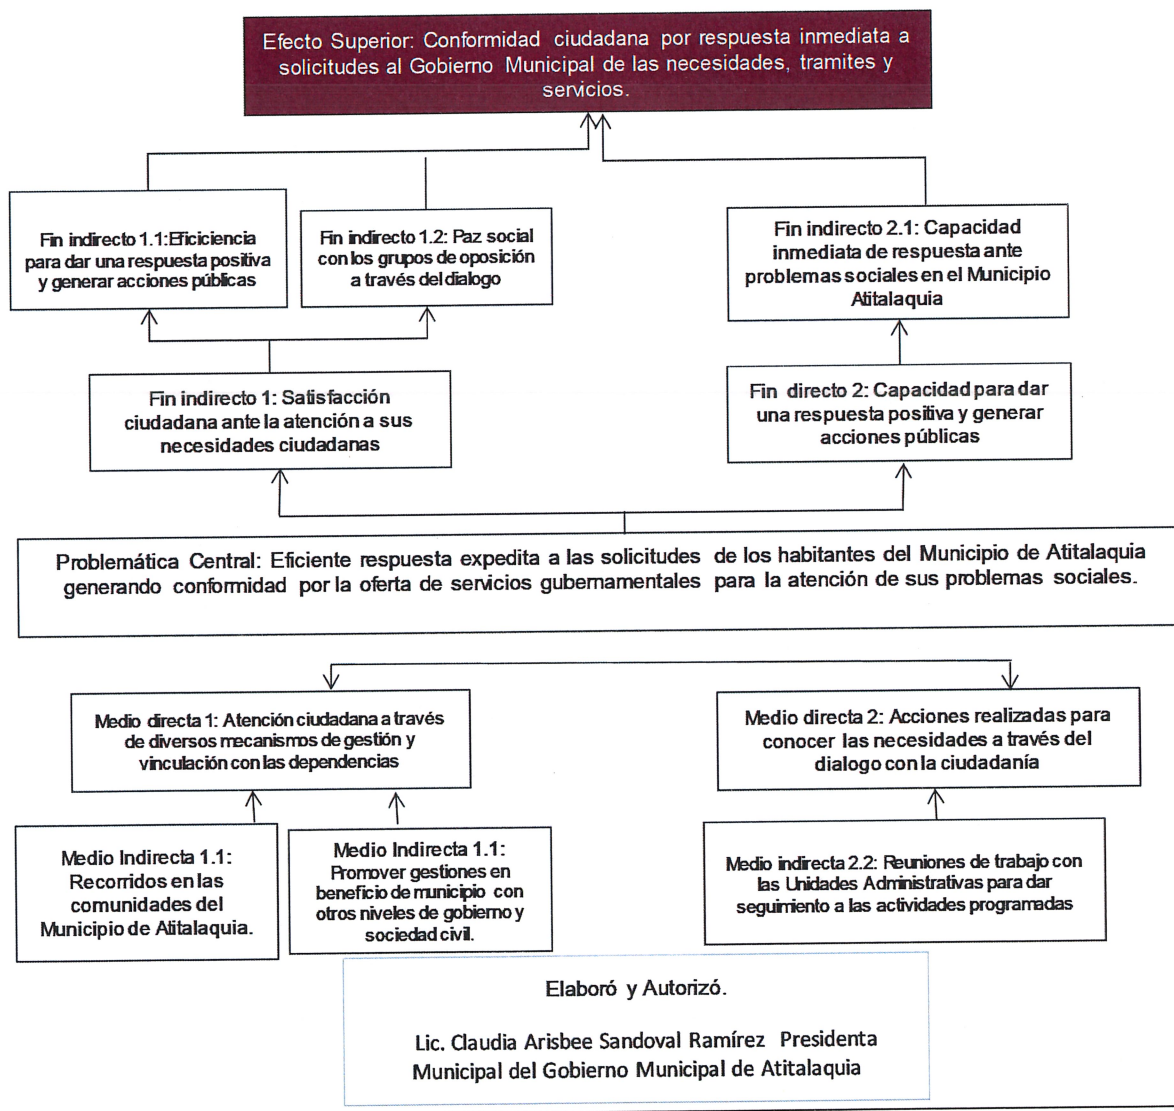 Efecto Superior: Conformidad ciudadana por respuesta inmediata a
solicitudes al Gobierno Municipal de las necesidades, tramites y
servicios.
Fin indirecto 1.1:Eficiciencia
para dar una respuesta positiva
y generar acciones públicas
Fin indirecto 1.2: Paz social
con los grupos de oposición
a través del dialogo
Fin indirecto 2.1: Capacidad
inmediata de respuesta ante
problemas sociales en el Municipio
Atitalaquia
Fin indirecto 1: Satisfacción
ciudadana ante la atención a sus
necesidades ciudadanas
Fin directo 2: Capacidad para dar
una respuesta positiva y generar
acciones públicas
Problemática Central: Eficiente respuesta expedita a las solicitudes de los habitantes del Municipio de Atitalaquia
generando conformidad por la oferta de servicios gubernamentales para la atención de sus problemas sociales.
Medio directa 1: Atención ciudadana a través
de diversos mecanismos de gestión y
vinculación con las dependencias
Medio directa 2: Acciones realizadas para
conocer las necesidades a través del
dialogo con la ciudadanía
Medio Indirecta 1.1:
Recorridos en las
comunidades del
Municipio de Atitalaquia.
Medio Indirecta 1.1:
Promover gestiones en
beneficio de municipio con
otros niveles de gobierno y
sociedad civil.
Medio indirecta 2.2: Reuniones de trabajo con
las Unidades Administrativas para dar
seguimiento a las actividades programadas
Elaboró y Autorizó.
Lic. Claudia Arisbee Sandoval Ramírez Presidenta
Municipal del Gobierno Municipal de Atitalaquia